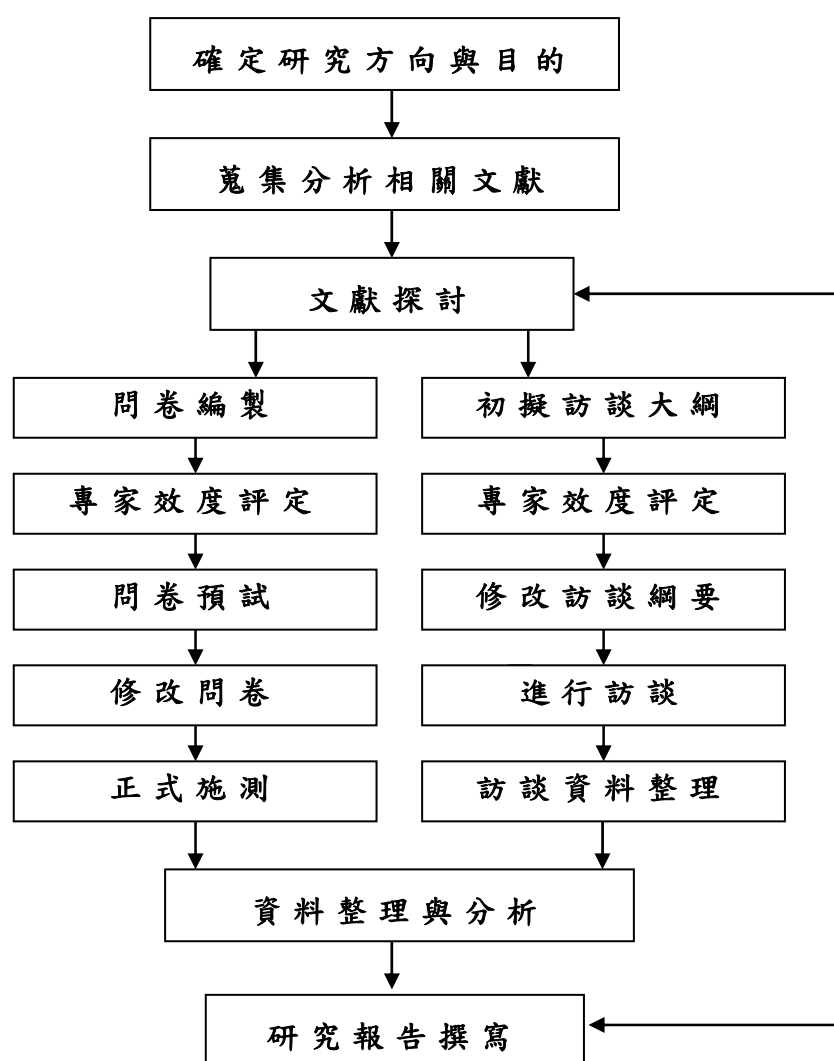 確定研究方向與目的
蒐集分析相關文獻
文獻探討
問卷編製
初擬訪談大綱
專家效度評定
專家效度評定
問卷預試
修改訪談綱要
修改問卷
進行訪談
正式施測
訪談資料整理
資料整理與分析
研究報告撰寫